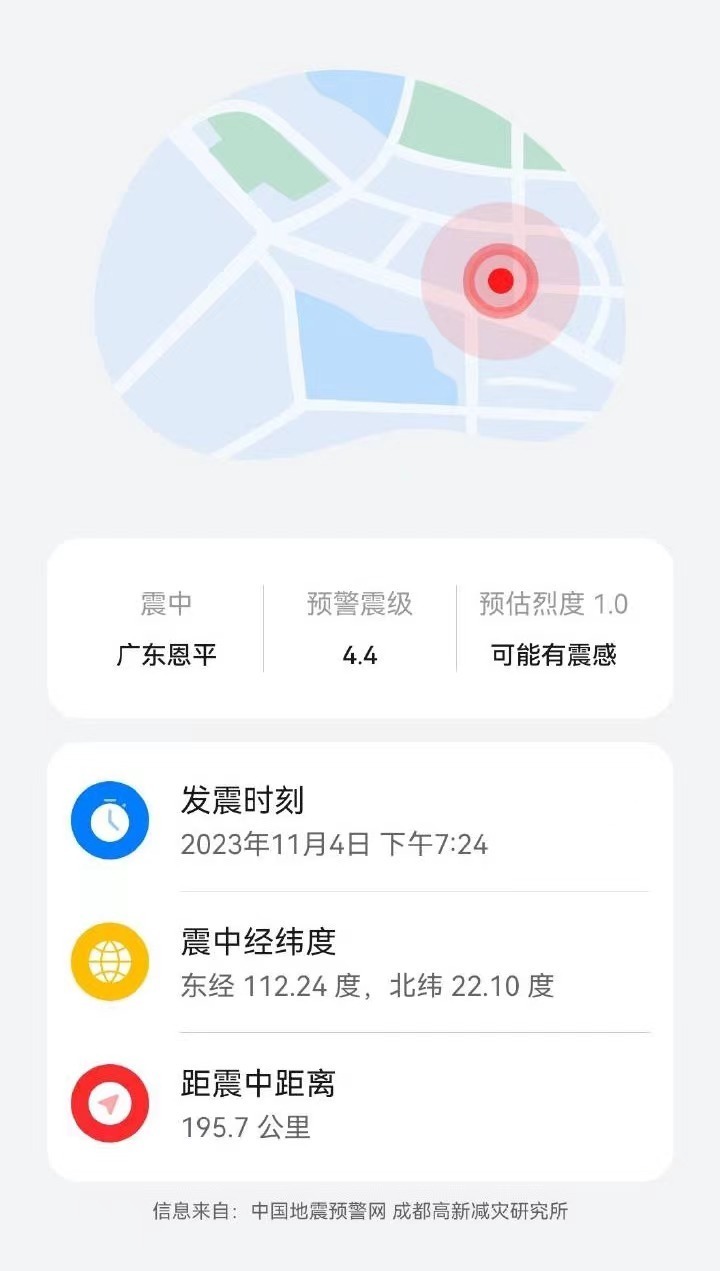 震中
预警震级
预估烈度 1.0
广东恩平
4.4
可能有震感
发震时刻
2023年11月4日 下午7:24
震中经纬度
东经 112.24 度，北纬 22.10 度
距震中距离
195.7 公里
信息来自：中国地震预警网 成都高新减灾研究所